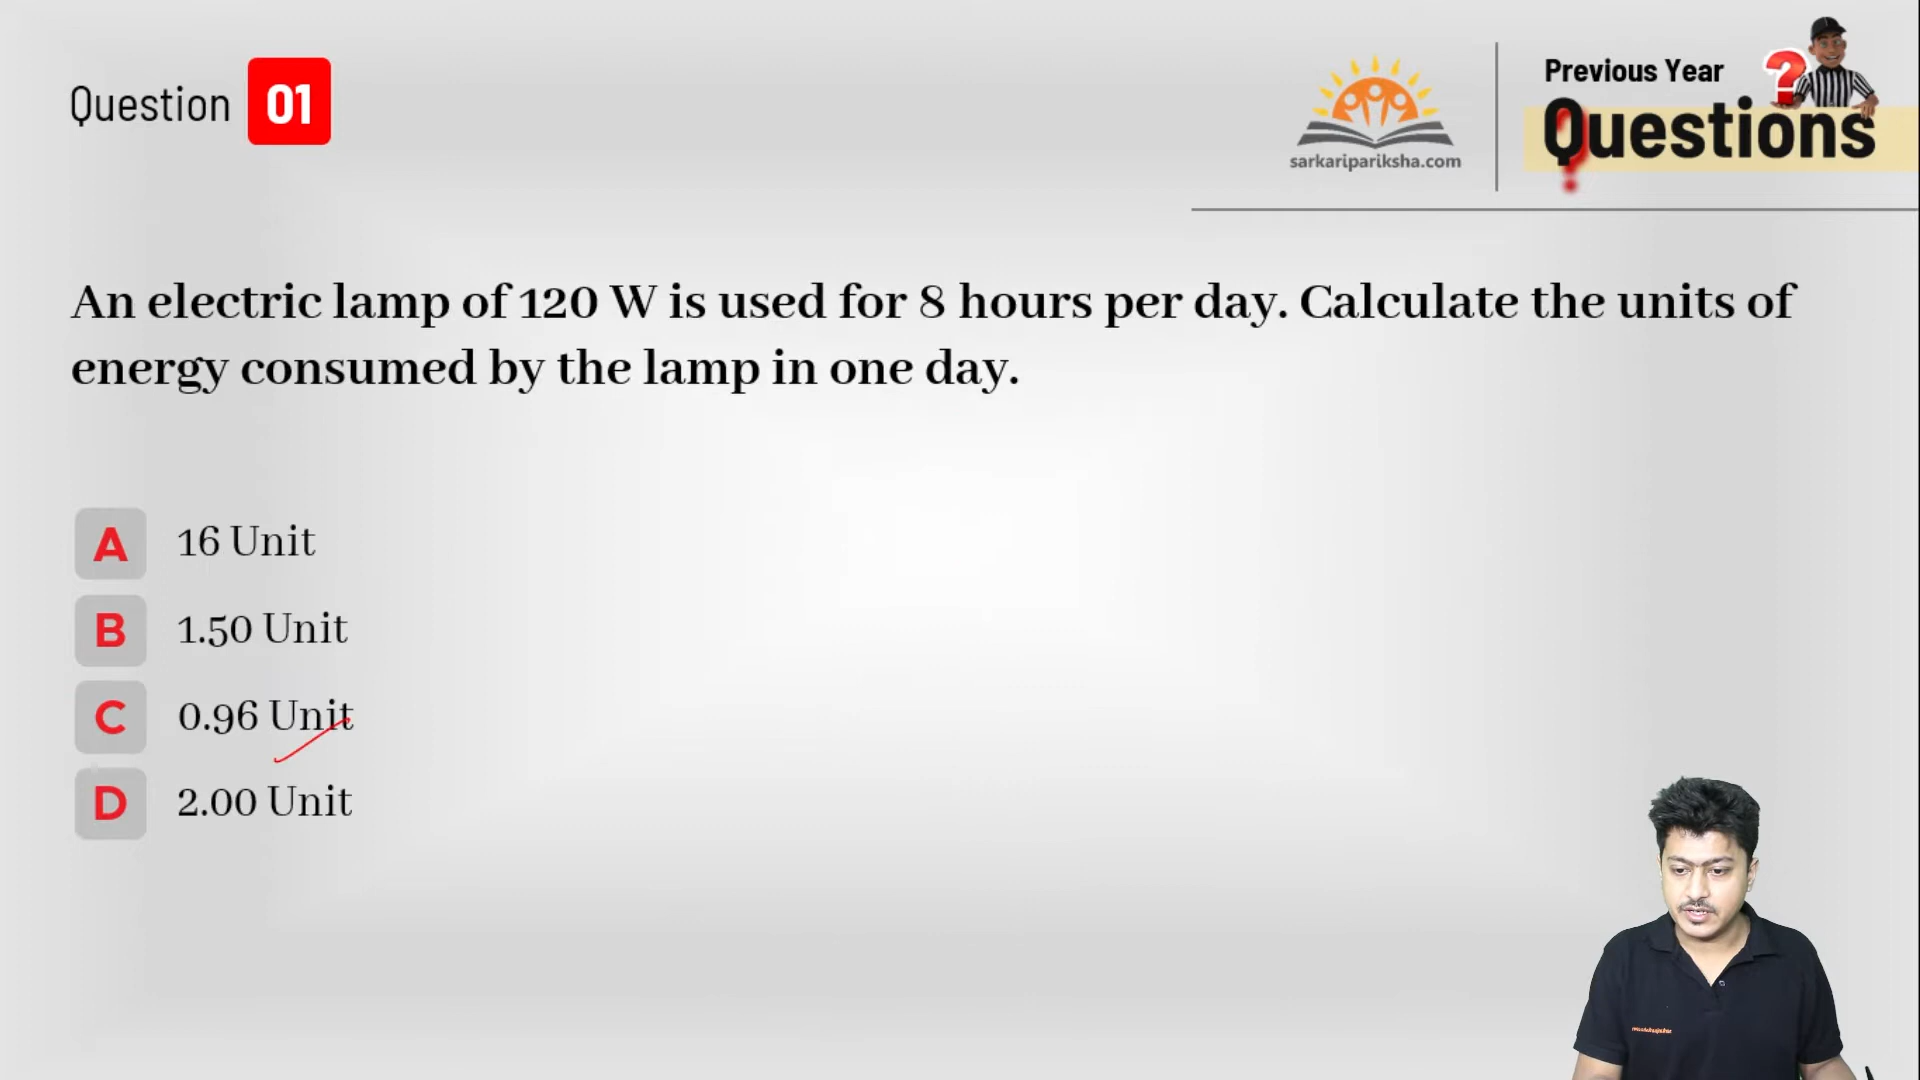 Question 01
sarkaripariksha.com
Previous Year
Questions
An electric lamp of 120 W is used for 8 hours per day. Calculate the units of
energy consumed by the lamp in one day.
A 16 Unit
B 1.50 Unit
C 0.96 Unit
D 2.00 Unit